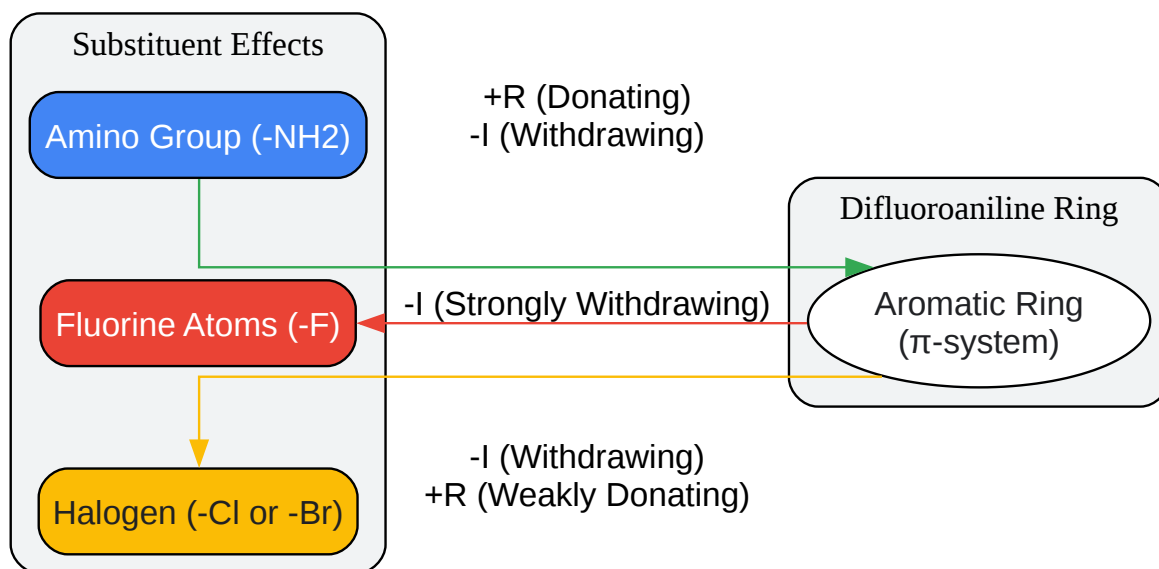 Substituent Effects
Amino Group (-NH2)
+R (Donating)
-I (Withdrawing)
Difluoroaniline Ring
Fluorine Atoms (-F)
-I (Strongly Withdrawing)
Aromatic Ring
(π-system)
Halogen (-Cl or -Br)
-I (Withdrawing)
+R (Weakly Donating)